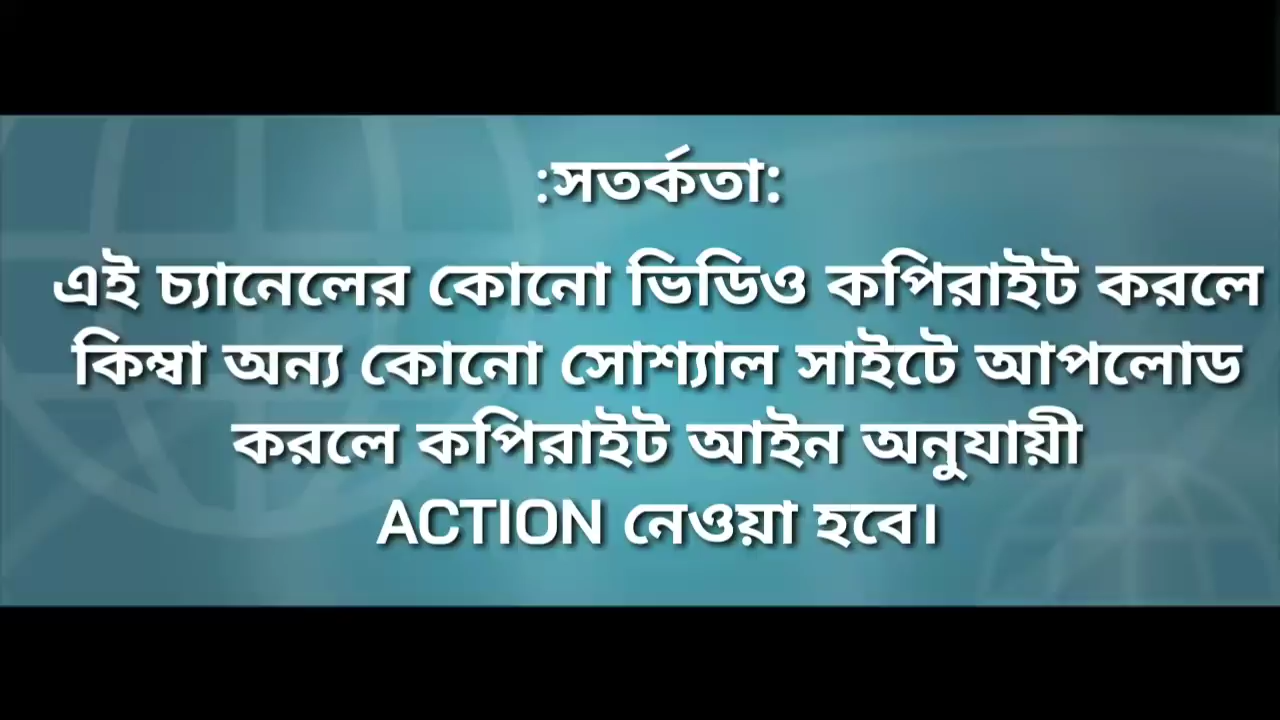 :সতর্কতা:
এই চ্যানেলের কোনো ভিডিও কপিরাইট করলে
কিম্বা অন্য কোনো সোশ্যাল সাইটে আপলোড
করলে কপিরাইট আইন অনুযায়ী
ACTION নেওয়া হবে।